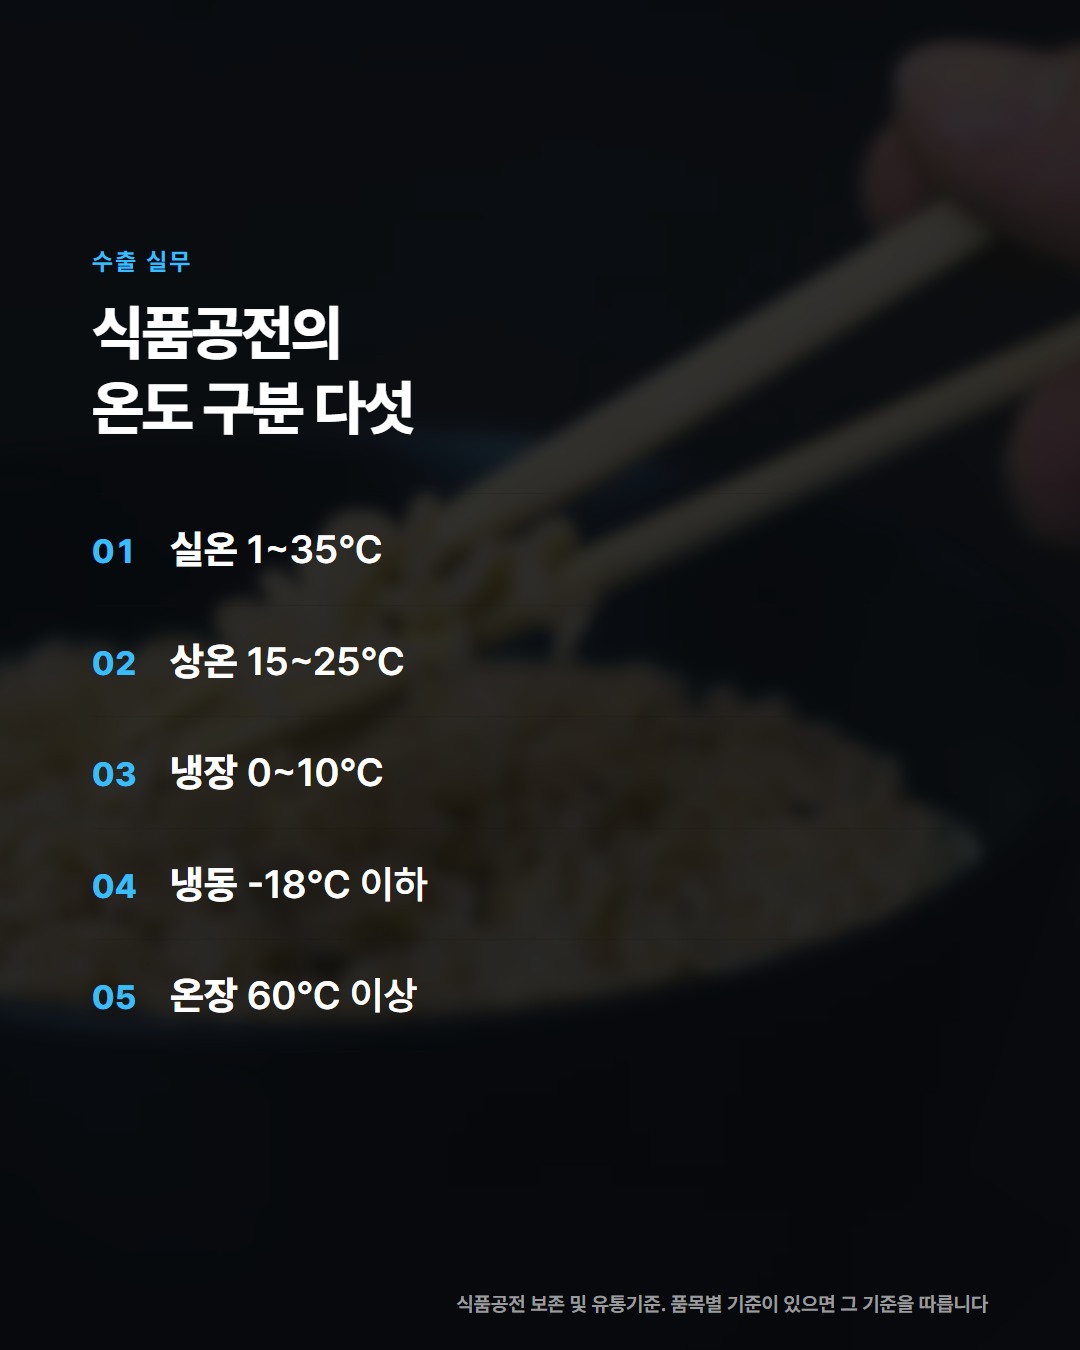 수출 실무
식품공전의
온도 구분 다섯
01 실온 1~35°C
02 상온 15~25°C
03 냉장 0~10°C
04 냉동 -18°C 이하
05 온장 60°C 이상
식품공전 보존 및 유통기준. 품목별 기준이 있으면 그 기준을 따릅니다